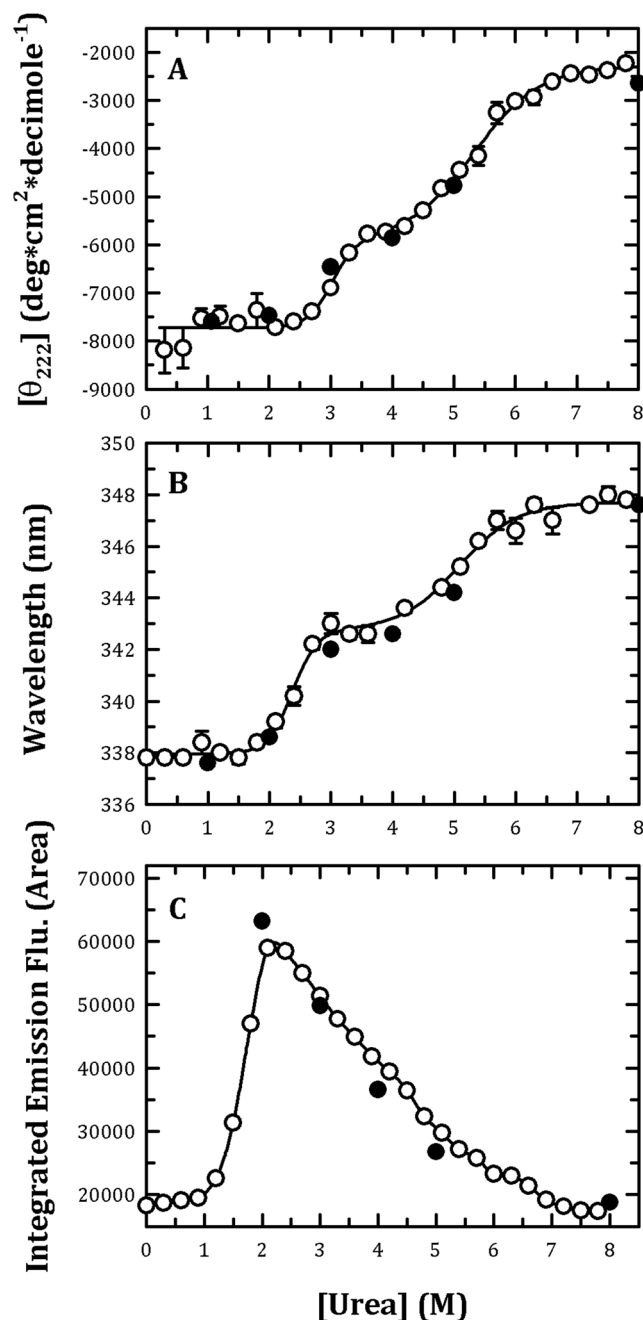 A
[θ222] (deg*cm2*decimole-1)
-2000
-3000
-4000
-5000
-6000
-7000
-8000
-9000
0 1 2 3 4 5 6 7 8
B
Wavelength (nm)
350
348
346
344
342
340
338
336
0 1 2 3 4 5 6 7 8
C
Integrated Emission Flu. (Area)
70000
60000
50000
40000
30000
20000
0 1 2 3 4 5 6 7 8
[Urea] (M)